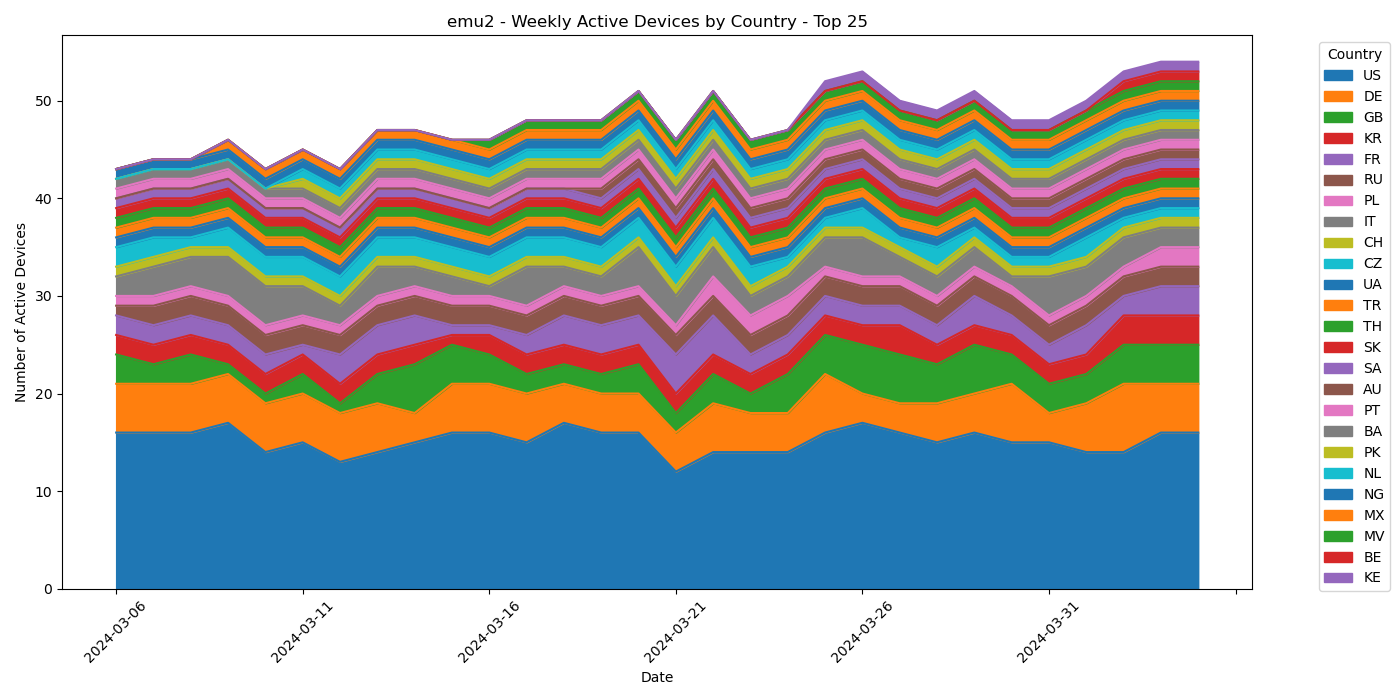 emu2 - Weekly Active Devices by Country - Top 25
Number of Active Devices
50
40
30
20
10
0
2024-03-06
2024-03-11
2024-03-16
2024-03-21
2024-03-26
2024-03-31
Date
Country
US
DE
GB
KR
FR
RU
PL
IT
CH
CZ
UA
TR
TH
SK
SA
AU
PT
BA
PK
NL
NG
MX
MV
BE
KE